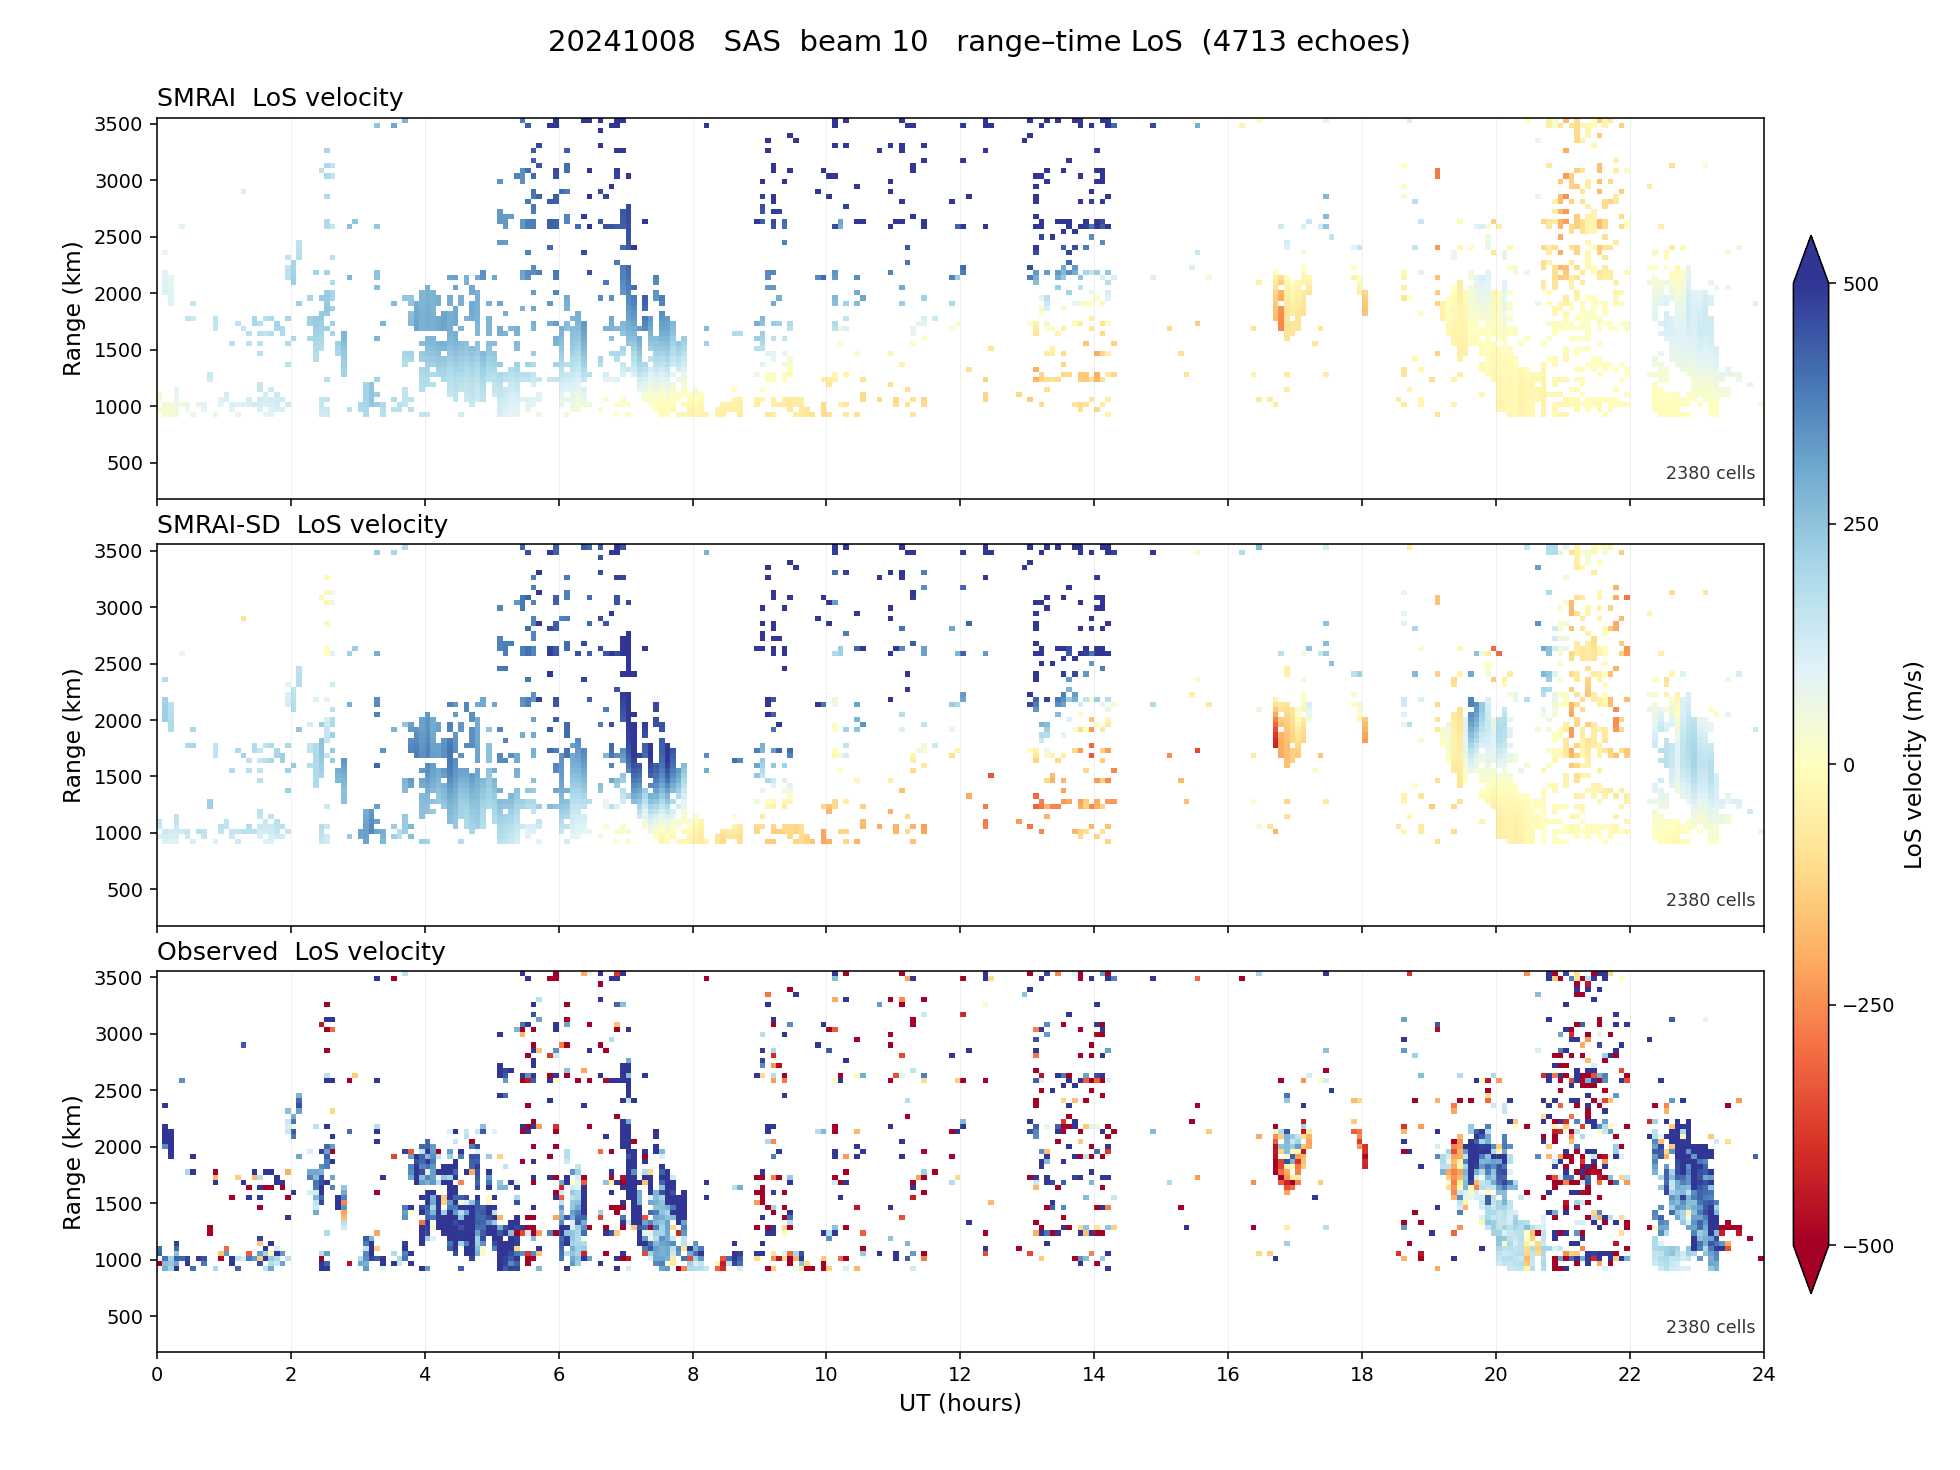 20241008   SAS  beam 10   range–time LoS  (4713 echoes)
SMRAI  LoS velocity
3500
3000
2500
2000
1500
1000
500
Range (km)
2380 cells
SMRAI-SD  LoS velocity
3500
3000
2500
2000
1500
1000
500
Range (km)
2380 cells
Observed  LoS velocity
3500
3000
2500
2000
1500
1000
500
Range (km)
2380 cells
0 2 4 6 8 10 12 14 16 18 20 22 24
UT (hours)
500
250
0
−250
−500
LoS velocity (m/s)